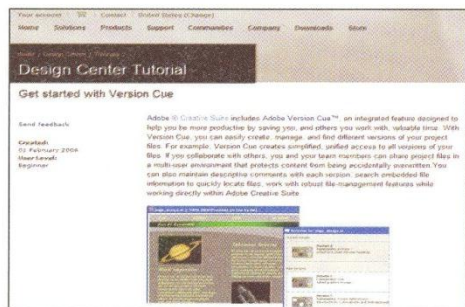 Your account | Contact | United States (Change)
Home Solutions Products Support Communities Company Downloads Store
Home / Design Center / Tutorials /
Design Center Tutorial
Get started with Version Cue
Send feedback
Created:
01 February 2004
User Level:
Beginner
Adobe ® Creative Suite includes Adobe Version Cue™, an integrated feature designed to
help you be more productive by saving you, and others you work with, valuable time. With
Version Cue, you can easily create, manage, and find different versions of your project
files. For example, Version Cue creates simplified, unified access to all versions of your
files. If you collaborate with others, you and your team members can share project files in
a multi-user environment that protects content from being accidentally overwritten. You
can also maintain descriptive comments with each version, search embedded file
information to quickly locate files, work with robust file-management features while
working directly within Adobe Creative Suite.